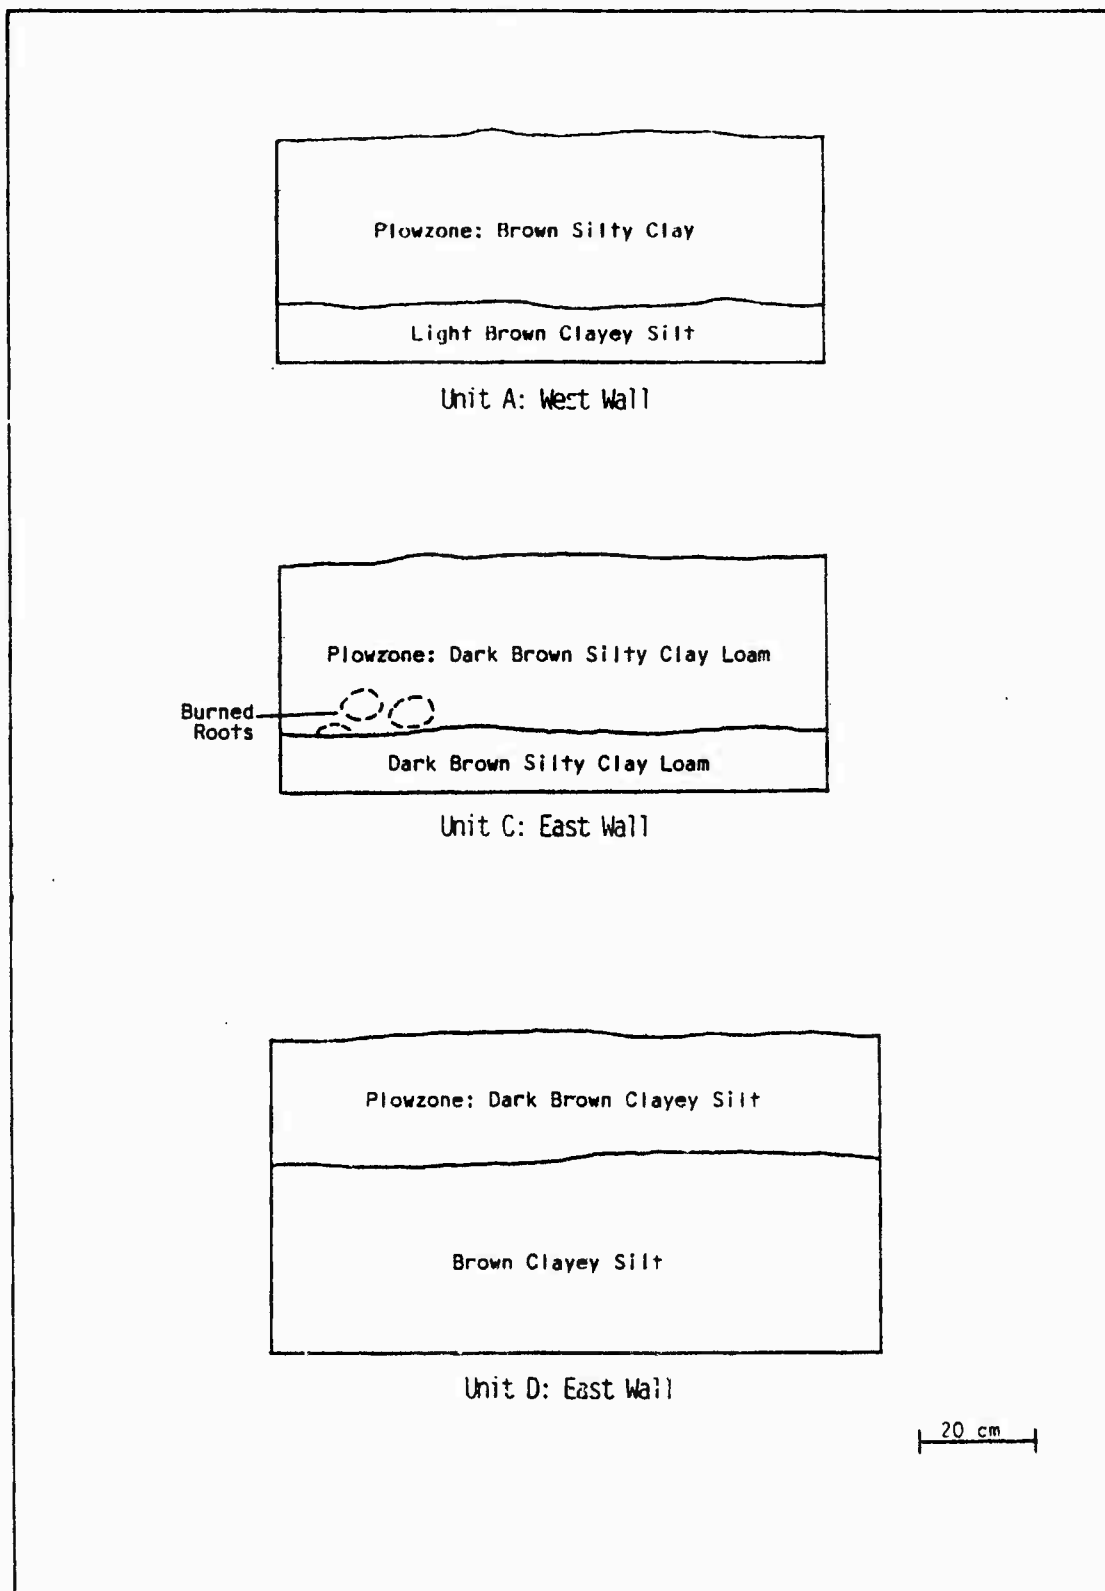 Plowzone: Brown Silty Clay
Light Brown Clayey Silt
Unit A: West Wall
Plowzone: Dark Brown Silty Clay Loam
Burned
Roots
Dark Brown Silty Clay Loam
Unit C: East Wall
Plowzone: Dark Brown Clayey Silt
Brown Clayey Silt
Unit D: East Wall
20 cm